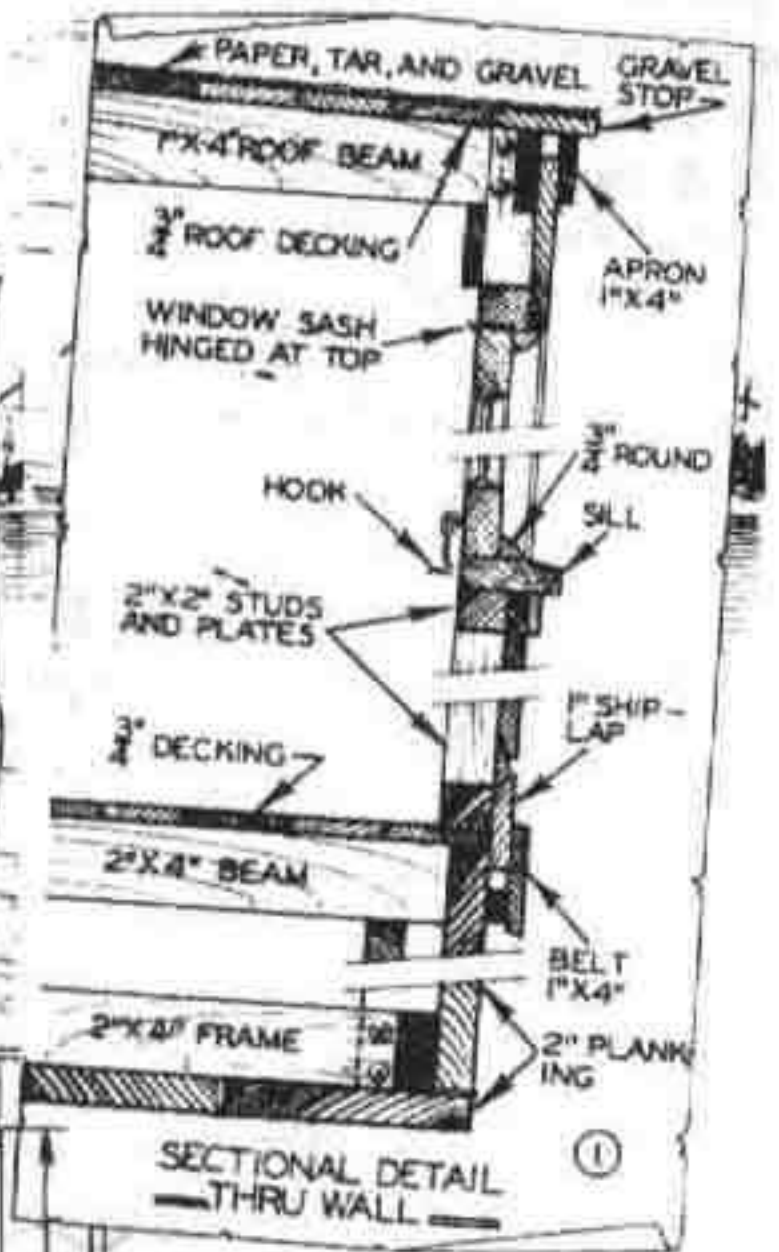 PAPER, TAR, AND GRAVEL
GRAVEL
STOP
1"X4" ROOF BEAM
3/4" ROOF DECKING
APRON
1"X4"
WINDOW SASH
HINGED AT TOP
3/4" ROUND
HOOK
SILL
2"X2" STUDS
AND PLATES
1" SHIP-
LAP
3/4" DECKING
2"X4" BEAM
BELT
1"X4"
2"X4" FRAME
2" PLANK
ING
SECTIONAL DETAIL
THRU WALL
1